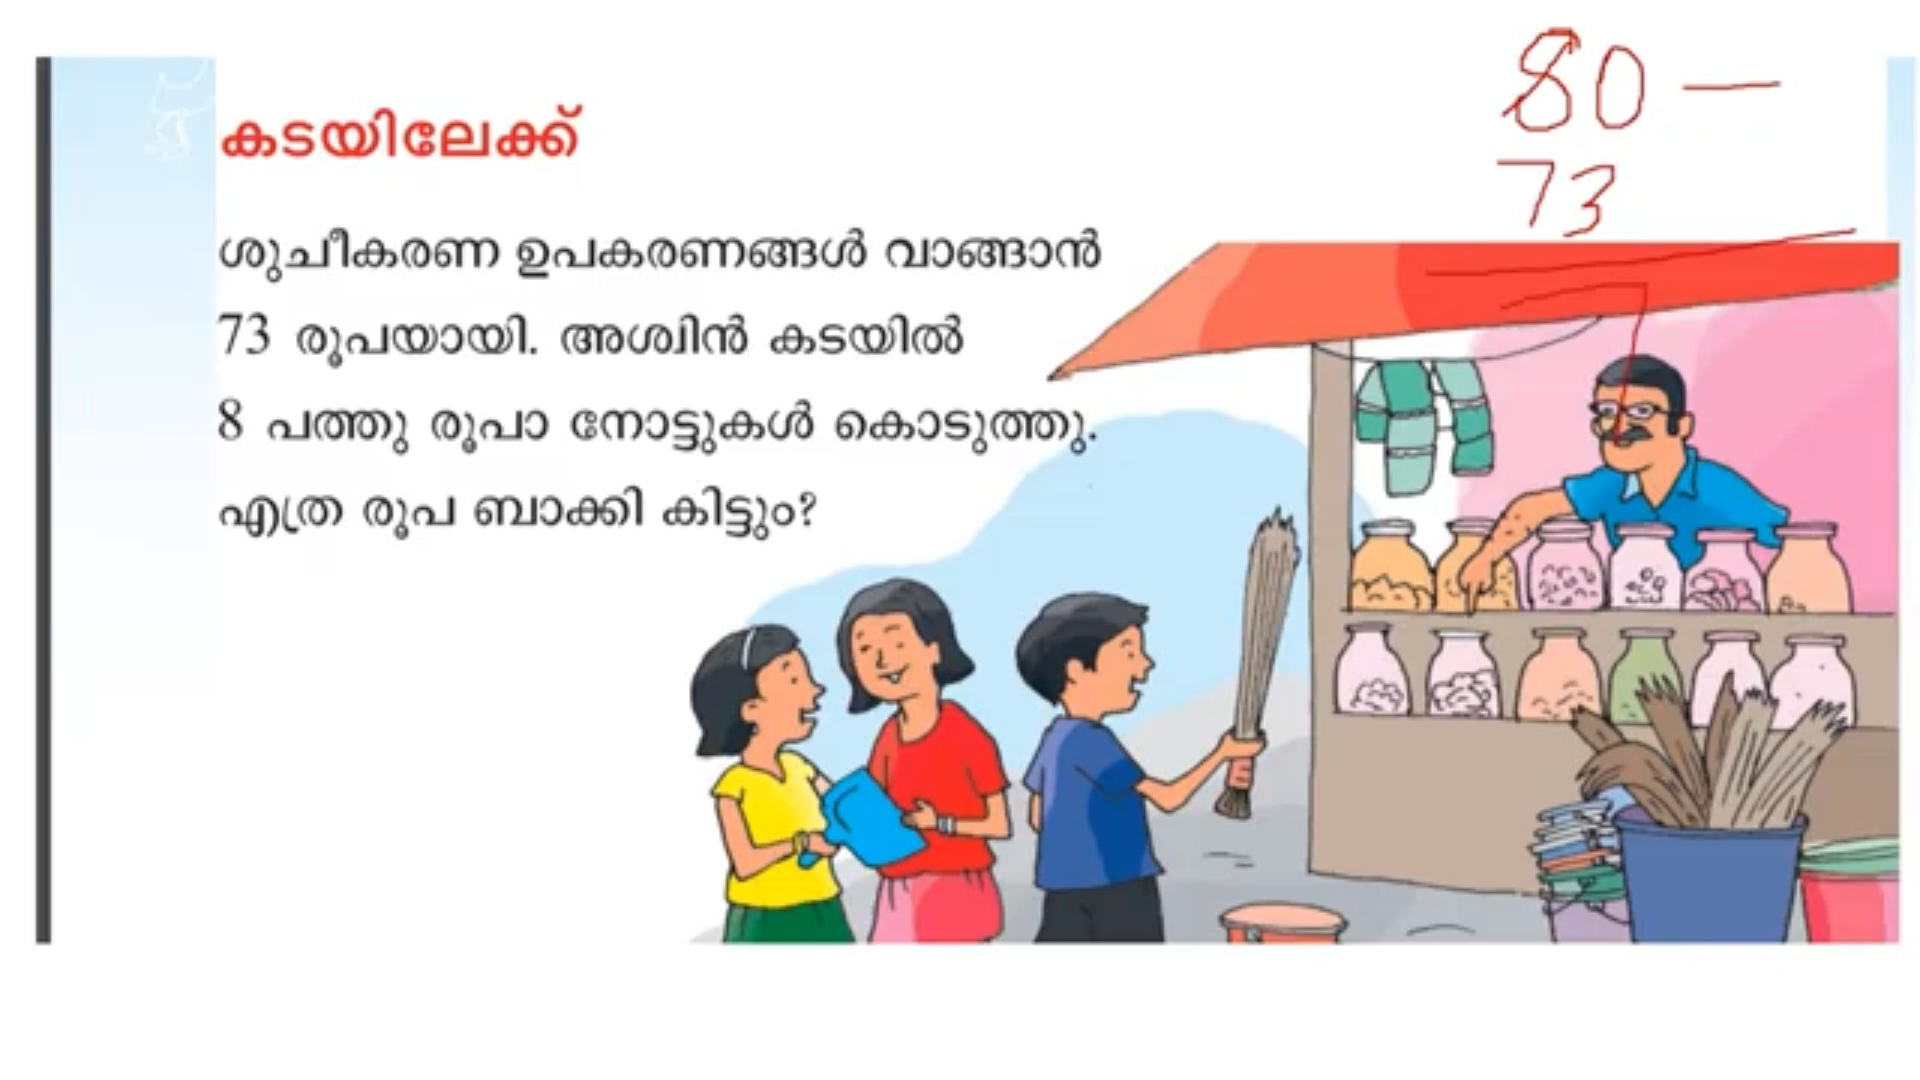 കടയിലേക്ക്
ശുചീകരണ ഉപകരണങ്ങൾ വാങ്ങാൻ
73 രൂപയായി. അശ്വിൻ കടയിൽ
8 പത്തു രൂപാ നോട്ടുകൾ കൊടുത്തു.
എത്ര രൂപ ബാക്കി കിട്ടും?
80 —
73
7